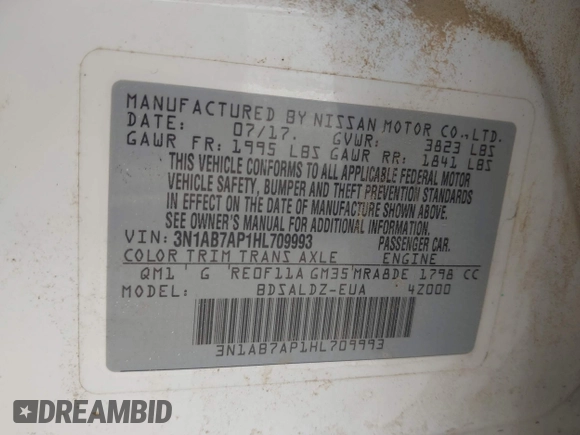 MANUFACTURED BY NISSAN MOTOR CO.,LTD.
DATE: 07/17. GVWR: 3823 LBS
GAWR FR: 1995 LBS GAWR RR: 1841 LBS
THIS VEHICLE CONFORMS TO ALL APPLICABLE FEDERAL MOTOR
VEHICLE SAFETY, BUMPER AND THEFT PREVENTION STANDARDS
IN EFFECT ON THE DATE OF MANUFACTURE SHOWN ABOVE.
SEE OWNER'S MANUAL FOR ADDITIONAL INFORMATION.
VIN: 3N1AB7AP1HL709993 PASSENGER CAR.
COLOR TRIM TRANS AXLE ENGINE
QM1 G RE0F11A GM35 MRA8DE 1798 CC
MODEL: BDSALDZ-EUA 4Z000
3N1AB7AP1HL709993
DREAMBID